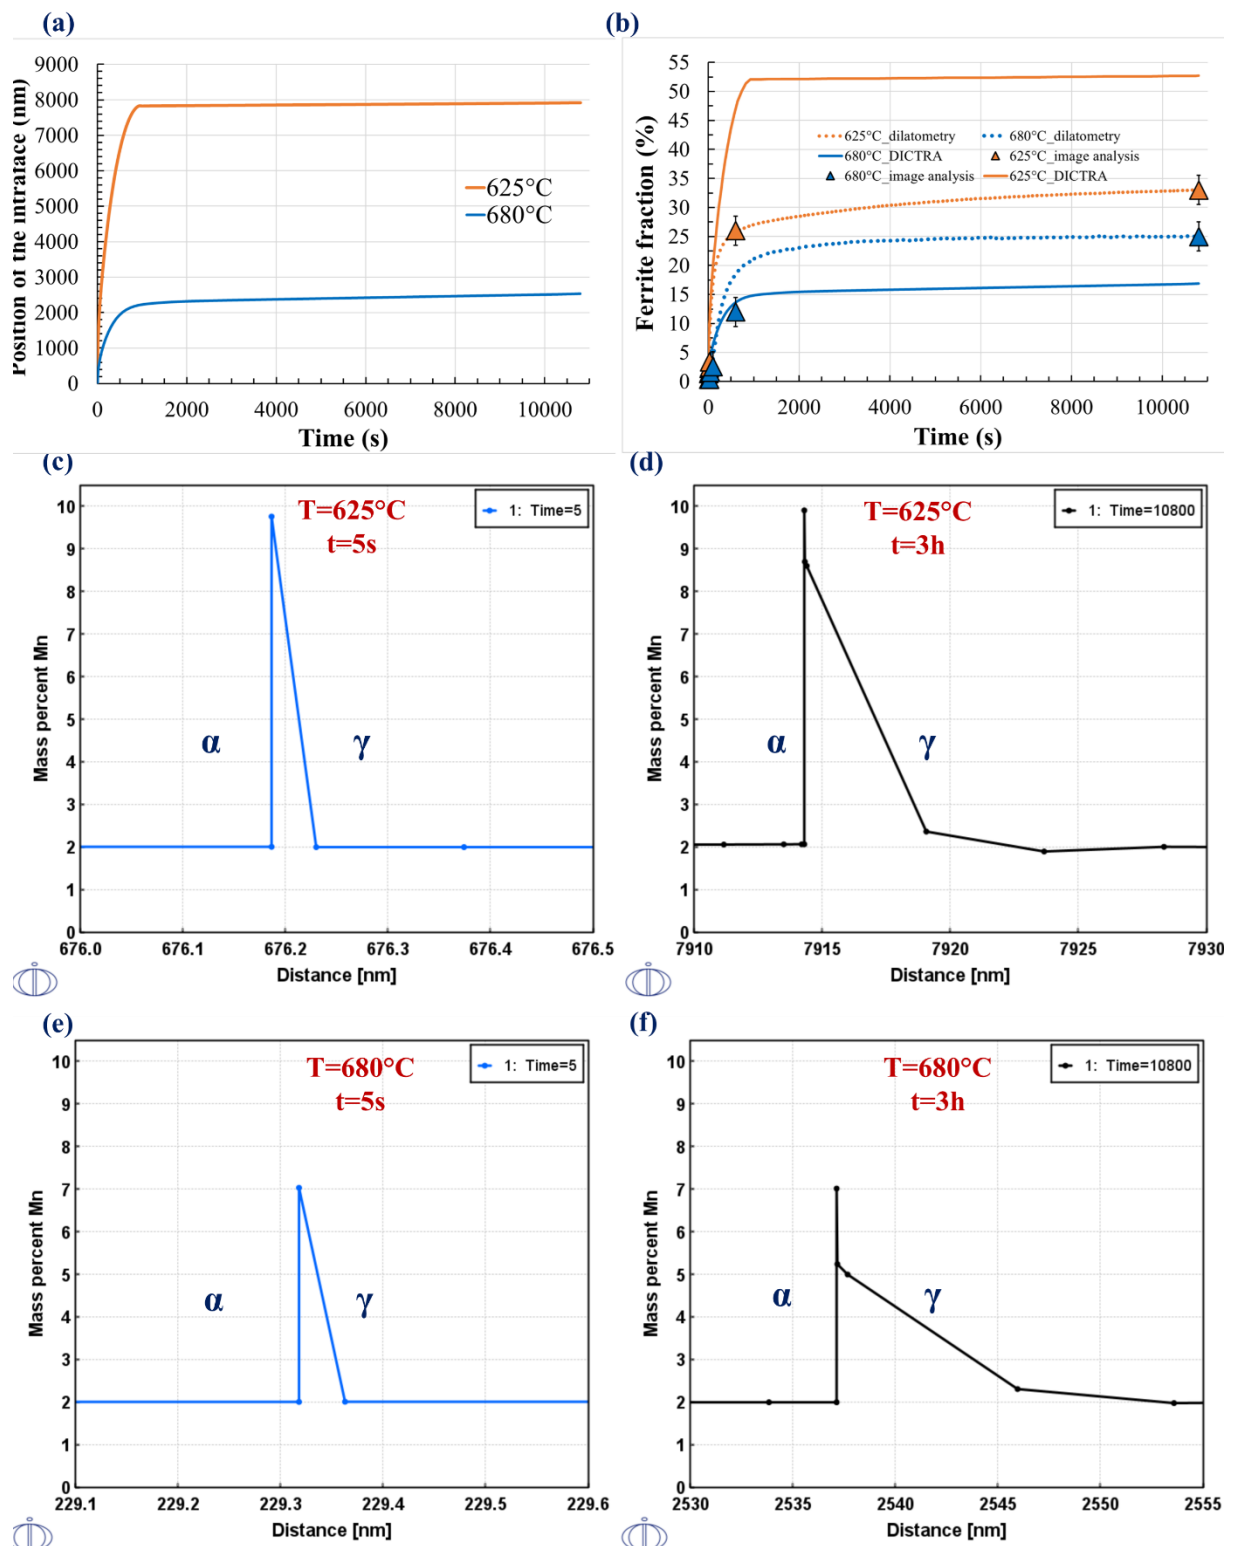 (a)
Position of the intraface (nm)
9000
8000
7000
6000
5000
4000
3000
2000
1000
0
625°C
680°C
0 2000 4000 6000 8000 10000
Time (s)
(b)
Ferrite fraction (%)
55
50
45
40
35
30
25
20
15
10
5
0
625°C_dilatometry 680°C_dilatometry
680°C_DICTRA 625°C_image analysis
680°C_image analysis 625°C_DICTRA
0 2000 4000 6000 8000 10000
Time (s)
(c)
Mass percent Mn
10
9
8
7
6
5
4
3
2
1
0
T=625°C
t=5s
1: Time=5
α γ
676.0 676.1 676.2 676.3 676.4 676.5
Distance [nm]
(d)
Mass percent Mn
10
9
8
7
6
5
4
3
2
1
0
T=625°C
t=3h
1: Time=10800
α γ
7910 7915 7920 7925 7930
Distance [nm]
(e)
Mass percent Mn
10
9
8
7
6
5
4
3
2
1
0
T=680°C
t=5s
1: Time=5
α γ
229.1 229.2 229.3 229.4 229.5 229.6
Distance [nm]
(f)
Mass percent Mn
10
9
8
7
6
5
4
3
2
1
0
T=680°C
t=3h
1: Time=10800
α γ
2530 2535 2540 2545 2550 2555
Distance [nm]